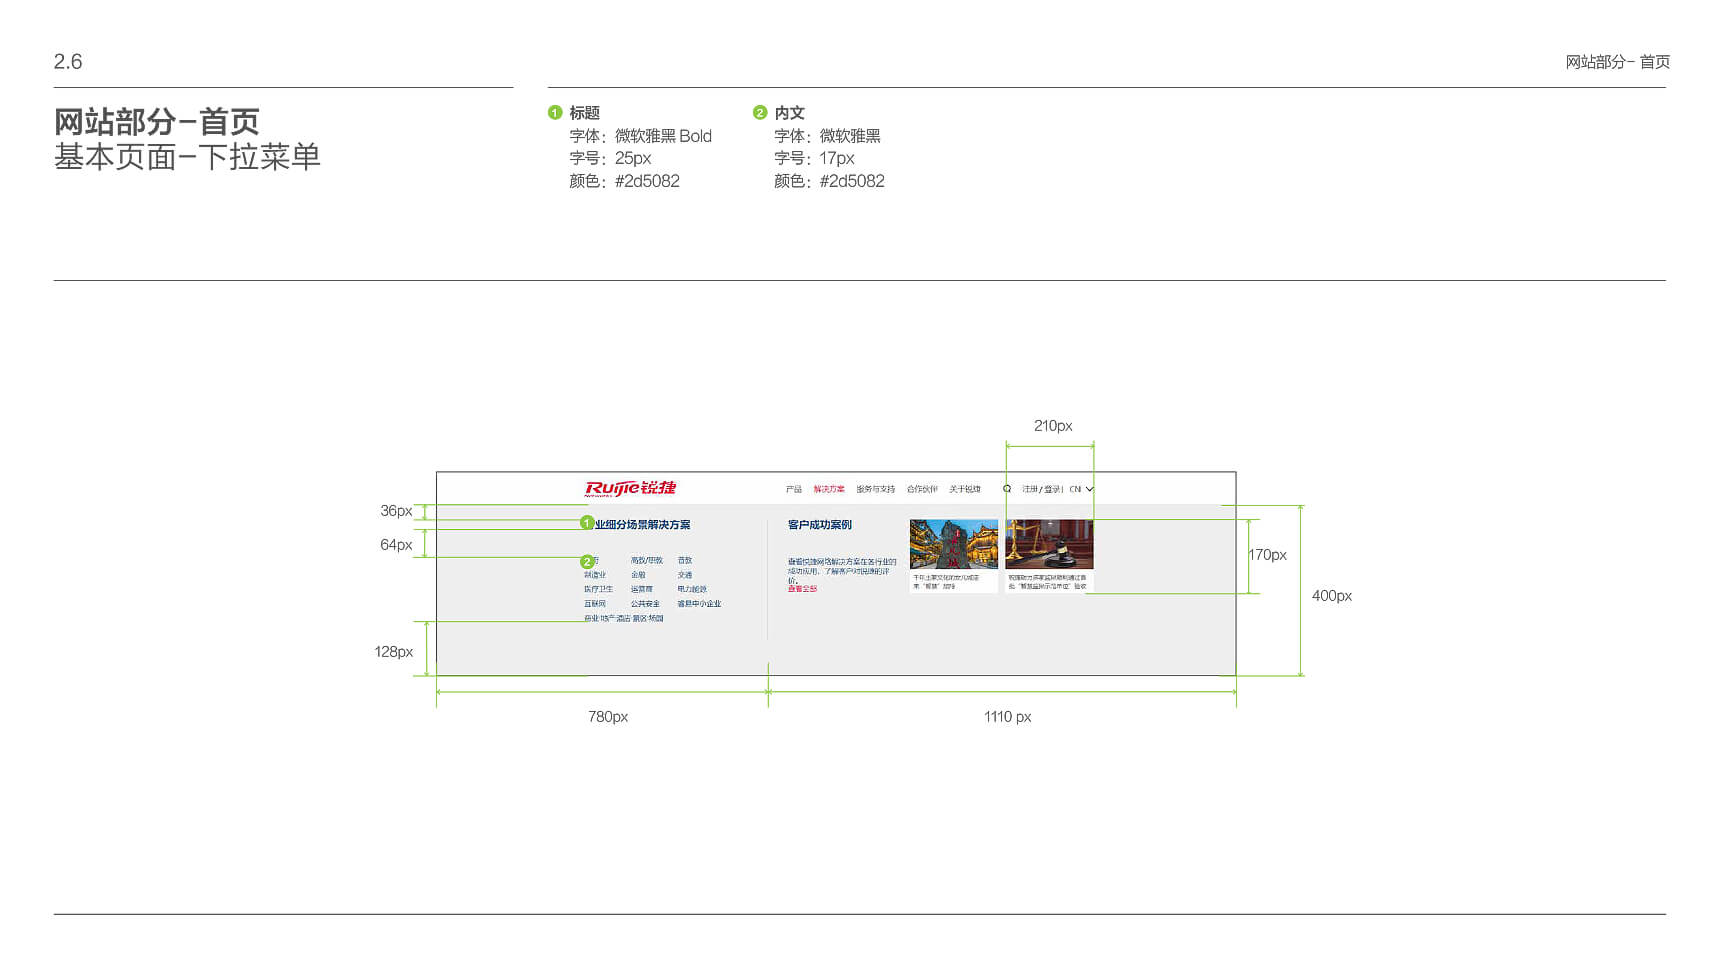 2.6
网站部分- 首页
网站部分-首页
基本页面-下拉菜单
1 标题
字体：微软雅黑 Bold
字号：25px
颜色：#2d5082
2 内文
字体：微软雅黑
字号：17px
颜色：#2d5082
210px
Ruijie锐捷
产品 解决方案 服务与支持 合作伙伴 关于锐捷 注册 / 登录 | CN
36px
1 业细分场景解决方案
客户成功案例
64px
170px
2
高教/职教 普教
制造业 金融 交通
医疗卫生 运营商 电力能源
互联网 公共安全 睿易中小企业
商业·地产·酒店·景区·场园
查看锐捷网络解决方案在各行业的
成功应用，了解客户对锐捷的评
价。
查看全部
400px
128px
780px
1110 px